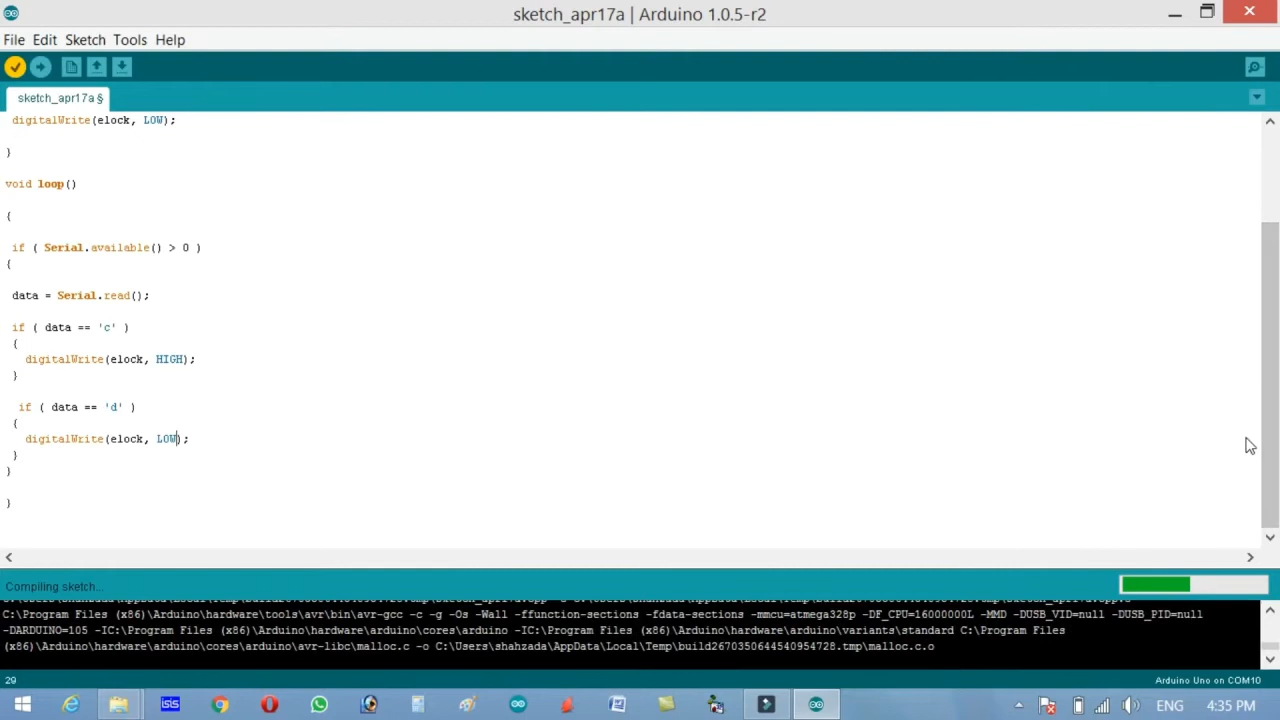 sketch_apr17a | Arduino 1.0.5-r2
File Edit Sketch Tools Help
sketch_apr17a §
digitalWrite(elock, LOW);
}
void loop()
{
if ( Serial.available() > 0 )
{
data = Serial.read();
if ( data == 'c' )
{
digitalWrite(elock, HIGH);
}
if ( data == 'd' )
{
digitalWrite(elock, LOW);
}
}
}
Compiling sketch...
C:\Program Files (x86)\Arduino\hardware\tools\avr\bin\avr-gcc -c -g -Os -Wall -ffunction-sections -fdata-sections -mmcu=atmega328p -DF_CPU=16000000L -MMD -DUSB_VID=null -DUSB_PID=null
-DARDUINO=105 -IC:\Program Files (x86)\Arduino\hardware\arduino\cores\arduino -IC:\Program Files (x86)\Arduino\hardware\arduino\variants\standard C:\Program Files
(x86)\Arduino\hardware\arduino\cores\arduino\avr-libc\malloc.c -o C:\Users\shahzada\AppData\Local\Temp\build2670350644540954728.tmp\malloc.c.o
29
Arduino Uno on COM10
ISIS
ENG
4:35 PM